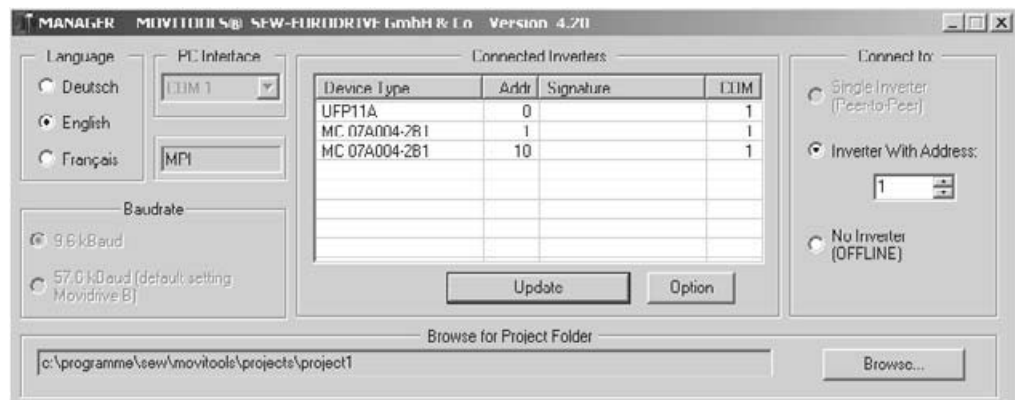 MANAGER MOVITOOLS® SEW-EURODRIVE GmbH & Co Version 4.20
Language
Deutsch
English
Français
PC Interface
COM 1
MPI
Baudrate
9.6 kBaud
57.0 kBaud (default setting
Movidrive B)
Connected Inverters
Device Type Addr Signature COM
UFP11A 0 1
MC 07A004-2B1 1 1
MC 07A004-2B1 10 1
Update Option
Connect to:
Single Inverter
(Peer-to-Peer)
Inverter With Address:
1
No Inverter
(OFFLINE)
Browse for Project Folder
c:\programme\sew\movitools\projects\project1
Browse...